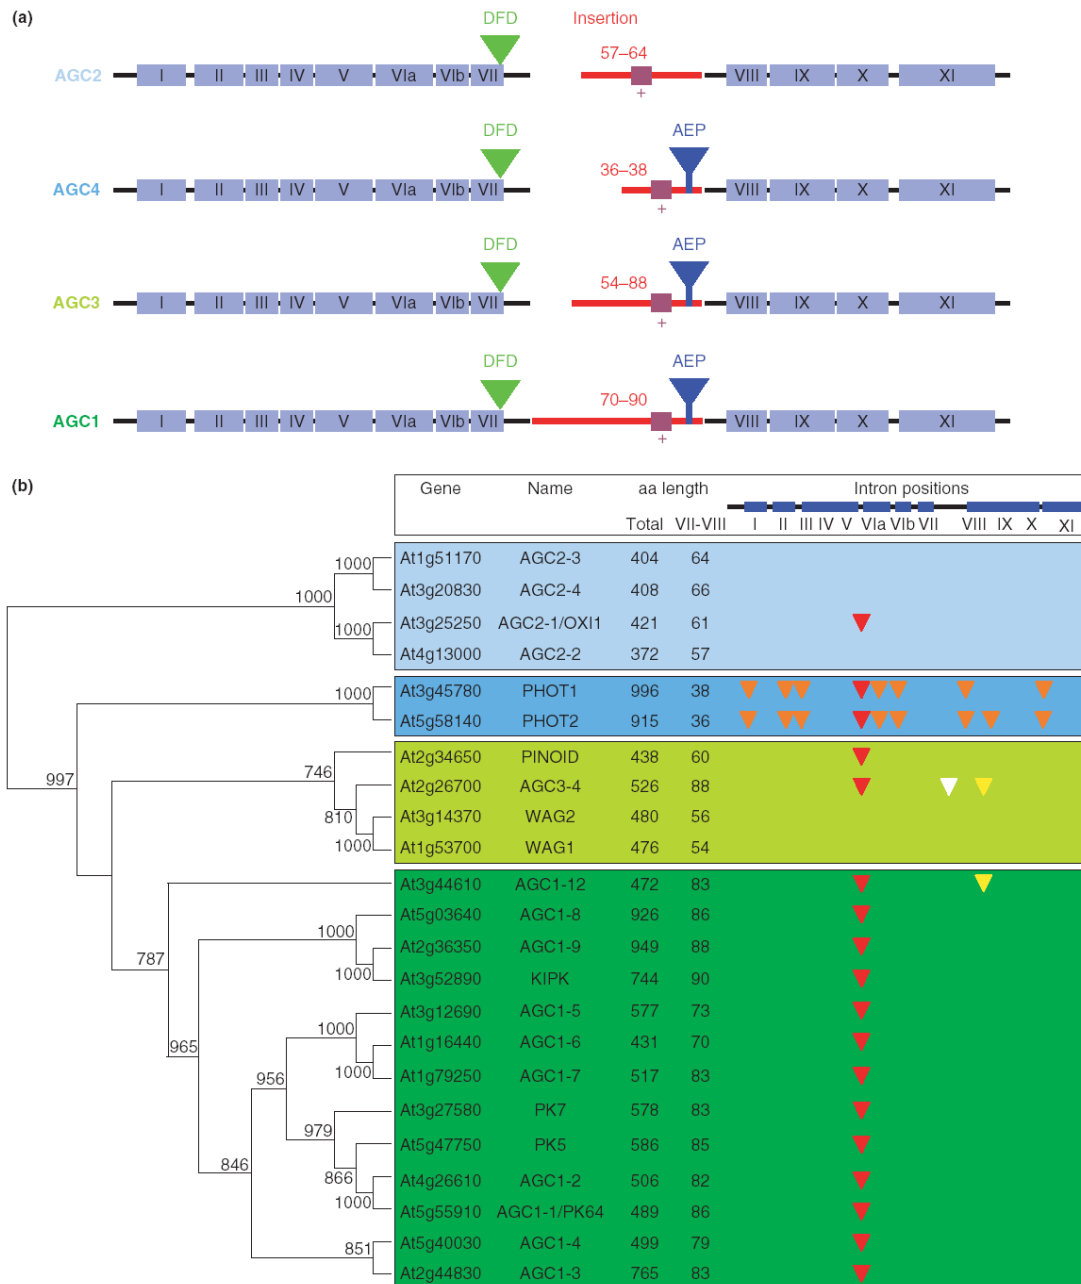 (a)
DFD Insertion
57–64
AGC2 I II III IV V VIa VIb VII VIII IX X XI
+
DFD AEP
36–38
AGC4 I II III IV V VIa VIb VII VIII IX X XI
+
DFD AEP
54–88
AGC3 I II III IV V VIa VIb VII VIII IX X XI
+
DFD AEP
70–90
AGC1 I II III IV V VIa VIb VII VIII IX X XI
+
(b)
Gene Name aa length Intron positions
Total VII-VIII I II III IV V VIa VIb VII VIII IX X XI
1000 At1g51170 AGC2-3 404 64
At3g20830 AGC2-4 408 66
1000
1000 At3g25250 AGC2-1/OXI1 421 61
At4g13000 AGC2-2 372 57
1000 At3g45780 PHOT1 996 38
At5g58140 PHOT2 915 36
997
746 At2g34650 PINOID 438 60
At2g26700 AGC3-4 526 88
810 At3g14370 WAG2 480 56
1000 At1g53700 WAG1 476 54
At3g44610 AGC1-12 472 83
787
1000 At5g03640 AGC1-8 926 86
At2g36350 AGC1-9 949 88
1000 At3g52890 KIPK 744 90
965
1000 At3g12690 AGC1-5 577 73
At1g16440 AGC1-6 431 70
1000 At1g79250 AGC1-7 517 83
956
At3g27580 PK7 578 83
979
At5g47750 PK5 586 85
846
866 At4g26610 AGC1-2 506 82
1000 At5g55910 AGC1-1/PK64 489 86
851 At5g40030 AGC1-4 499 79
At2g44830 AGC1-3 765 83